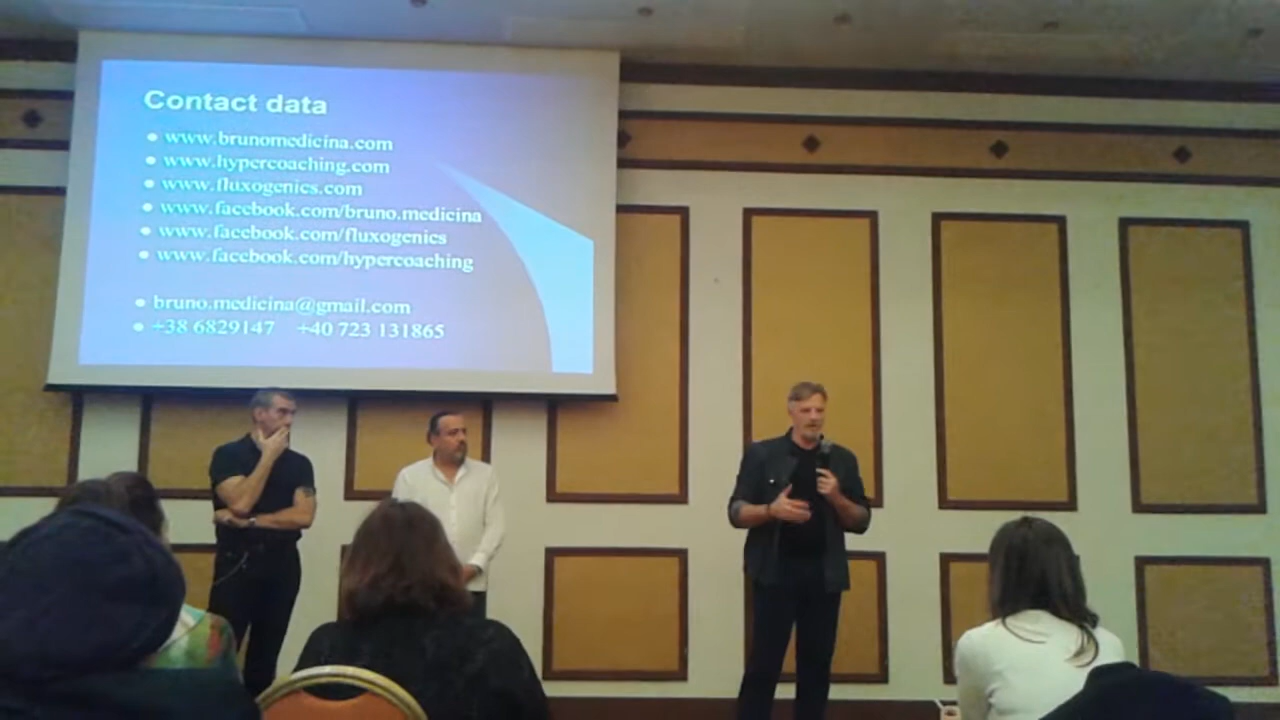 Contact data
• www.brunomedicina.com
• www.hypercoaching.com
• www.fluxogenics.com
• www.facebook.com/bruno.medicina
• www.facebook.com/fluxogenics
• www.facebook.com/hypercoaching
• bruno.medicina@gmail.com
• +38 6829147 +40 723 131865